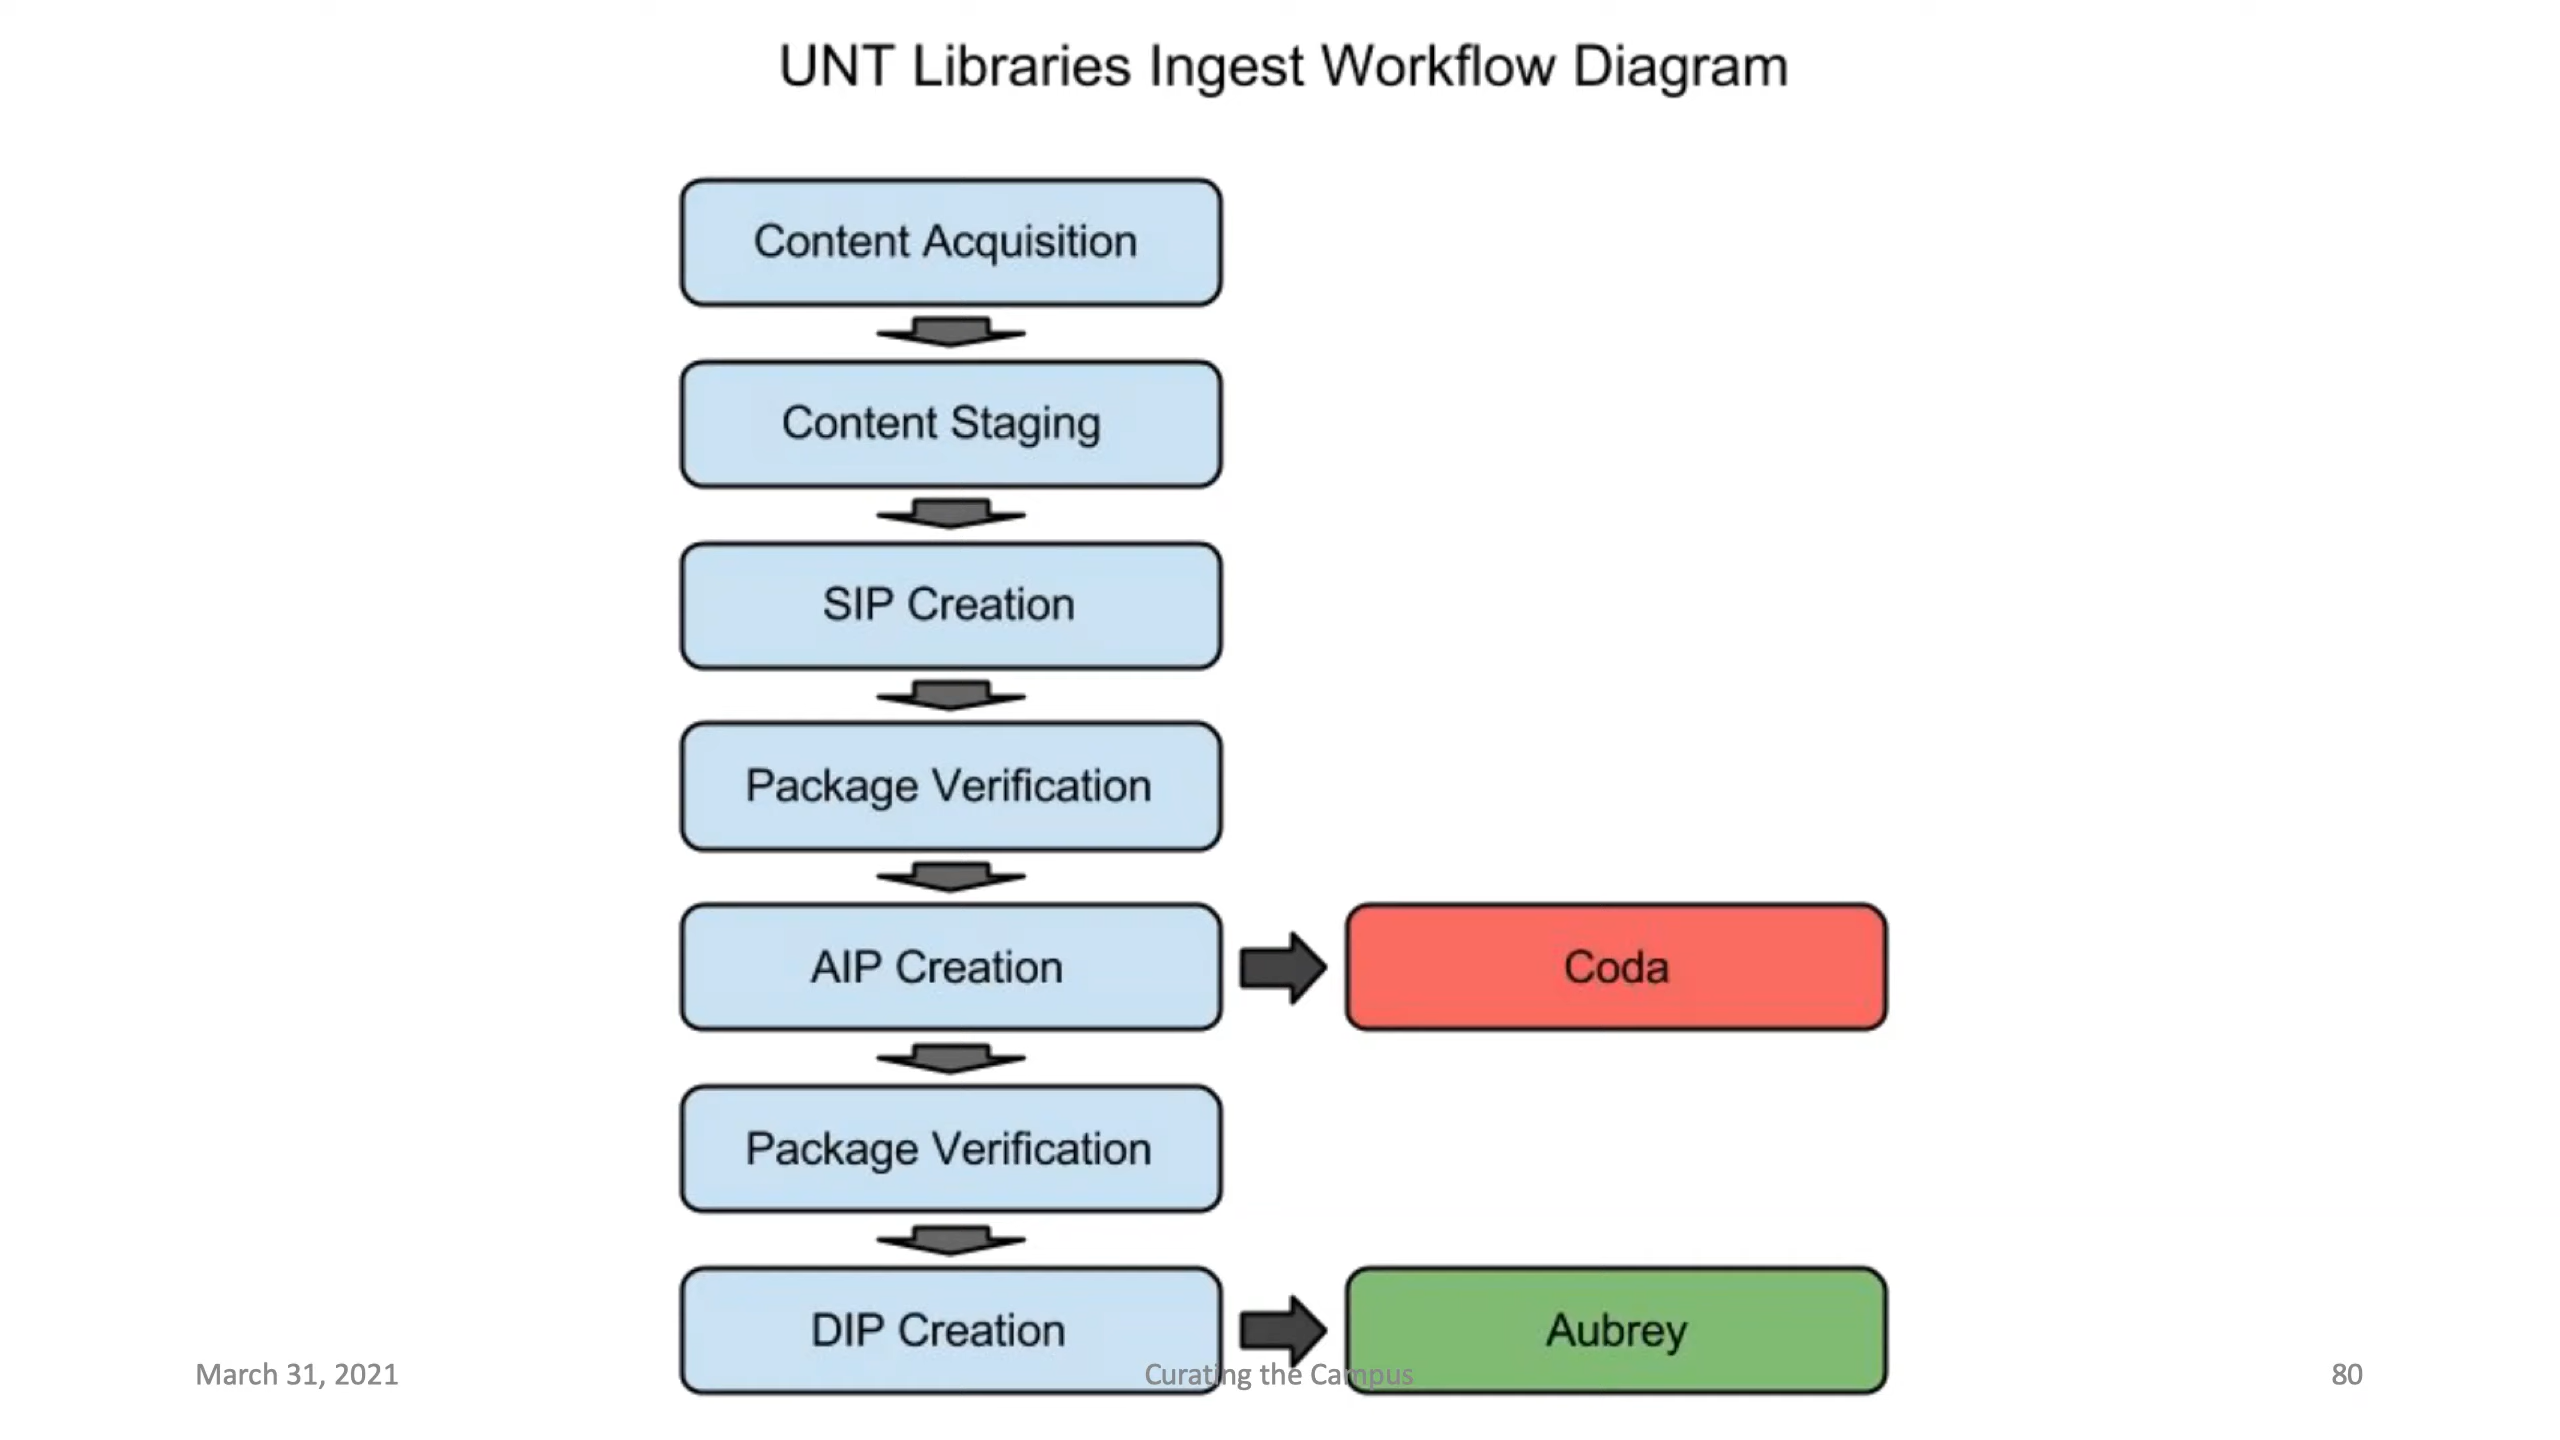 UNT Libraries Ingest Workflow Diagram
Content Acquisition
Content Staging
SIP Creation
Package Verification
AIP Creation
Coda
Package Verification
DIP Creation
Aubrey
March 31, 2021
Curating the Campus
80